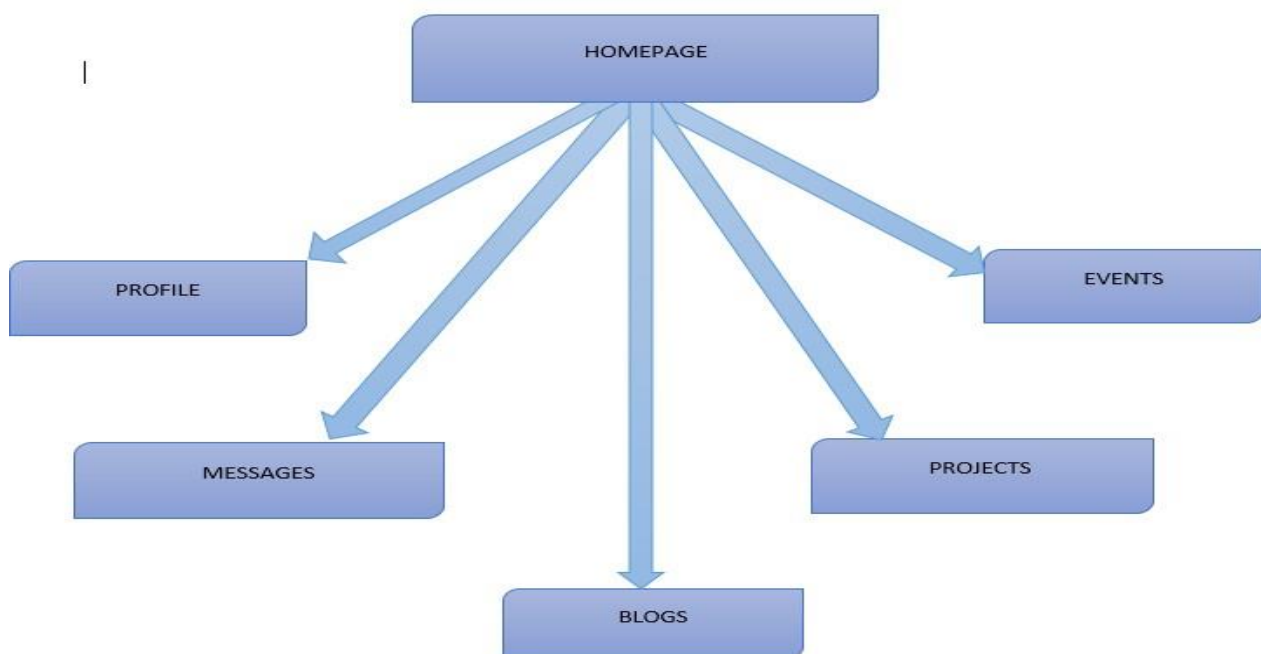 HOMEPAGE
PROFILE
EVENTS
MESSAGES
PROJECTS
BLOGS